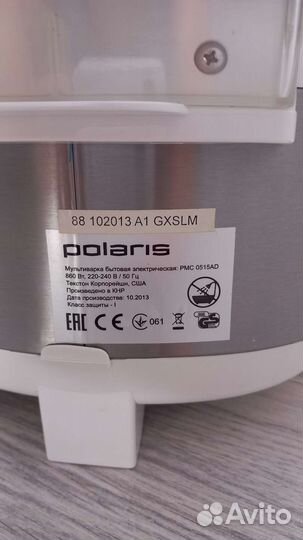 88 102013 A1 GXSLM
polaris
Мультиварка бытовая электрическая: PMC 0515AD
860 Вт, 220-240 В / 50 Гц
Текстон Корпорейшн, США
Произведено в КНР
Дата производства: 10.2013
Класс защиты - I
EAC CE 061
Avito